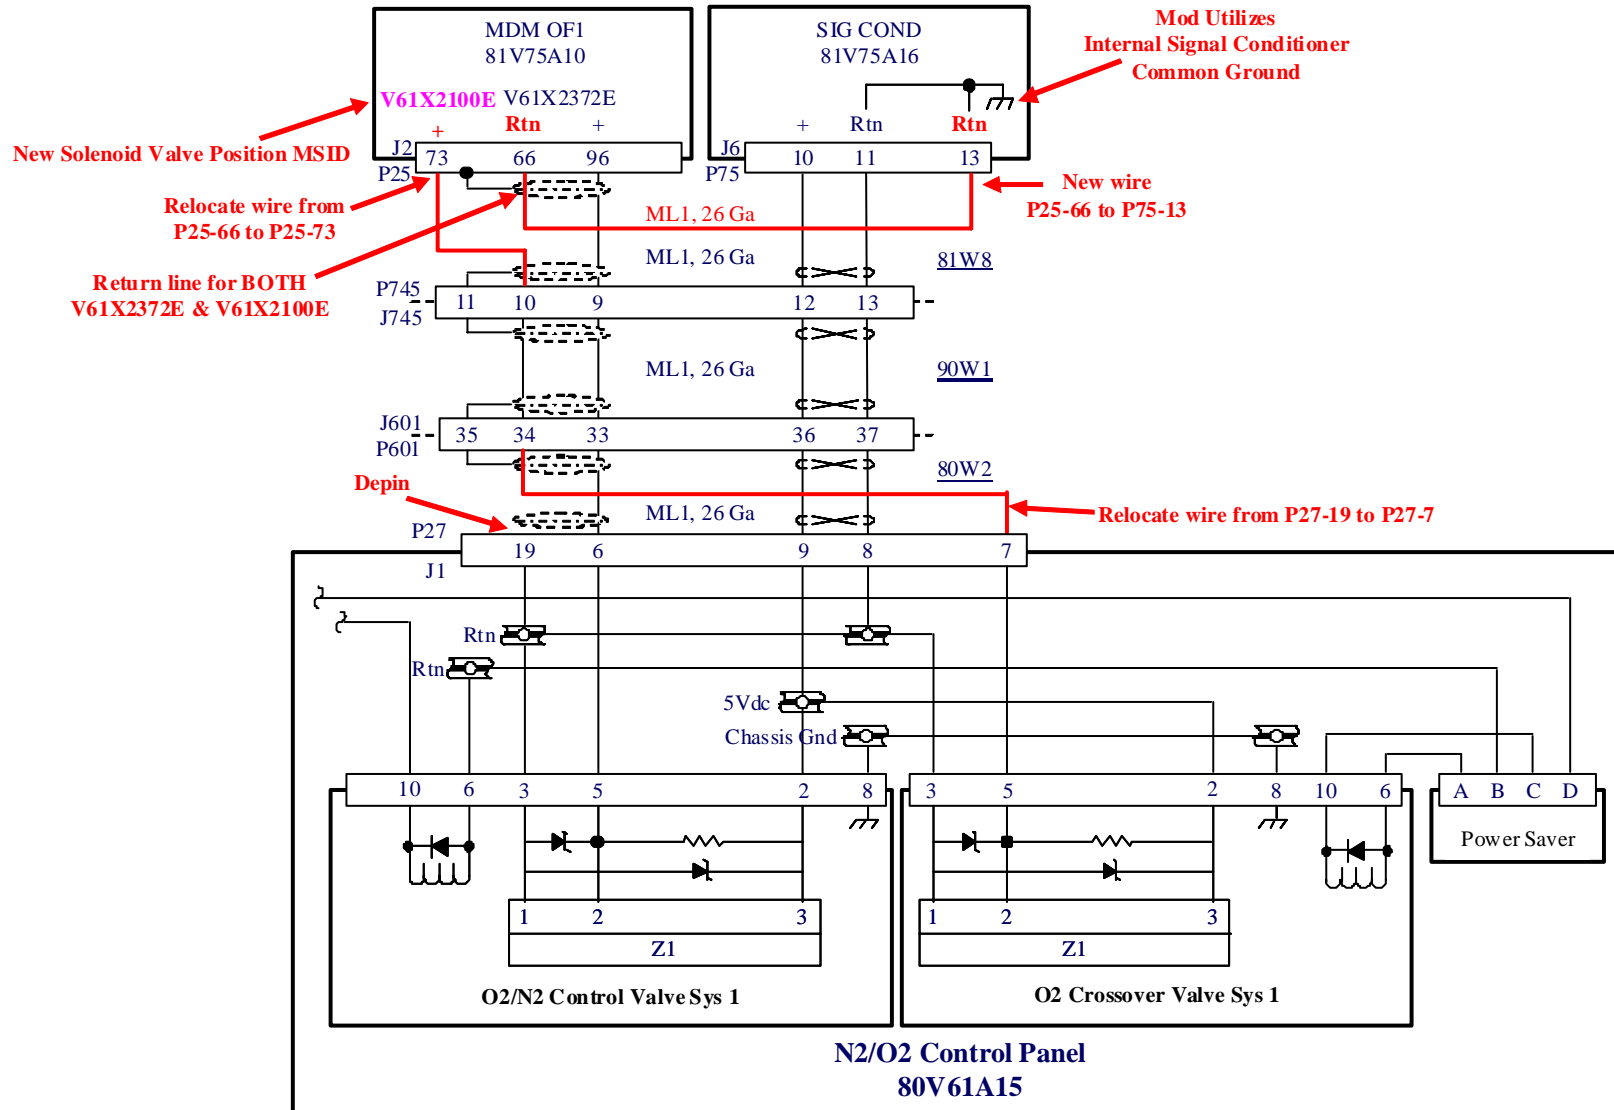 MDM OF1
81V75A10
SIG COND
81V75A16
Mod Utilizes
Internal Signal Conditioner
Common Ground
V61X2100E V61X2372E
+ Rtn +
+ Rtn Rtn
New Solenoid Valve Position MSID
J2 73 66 96
P25
J6 10 11 13
P75
Relocate wire from
P25-66 to P25-73
New wire
P25-66 to P75-13
ML1, 26 Ga
Return line for BOTH
V61X2372E & V61X2100E
ML1, 26 Ga
81W8
P745
11 10 9 12 13
J745
ML1, 26 Ga
90W1
J601
35 34 33 36 37
P601
80W2
Depin
ML1, 26 Ga
Relocate wire from P27-19 to P27-7
P27
19 6 9 8 7
J1
Rtn
Rtn
5Vdc
Chassis Gnd
10 6 3 5 2 8
3 5 2 8 10 6
A B C D
Power Saver
1 2 3
Z1
1 2 3
Z1
O2/N2 Control Valve Sys 1
O2 Crossover Valve Sys 1
N2/O2 Control Panel
80V61A15